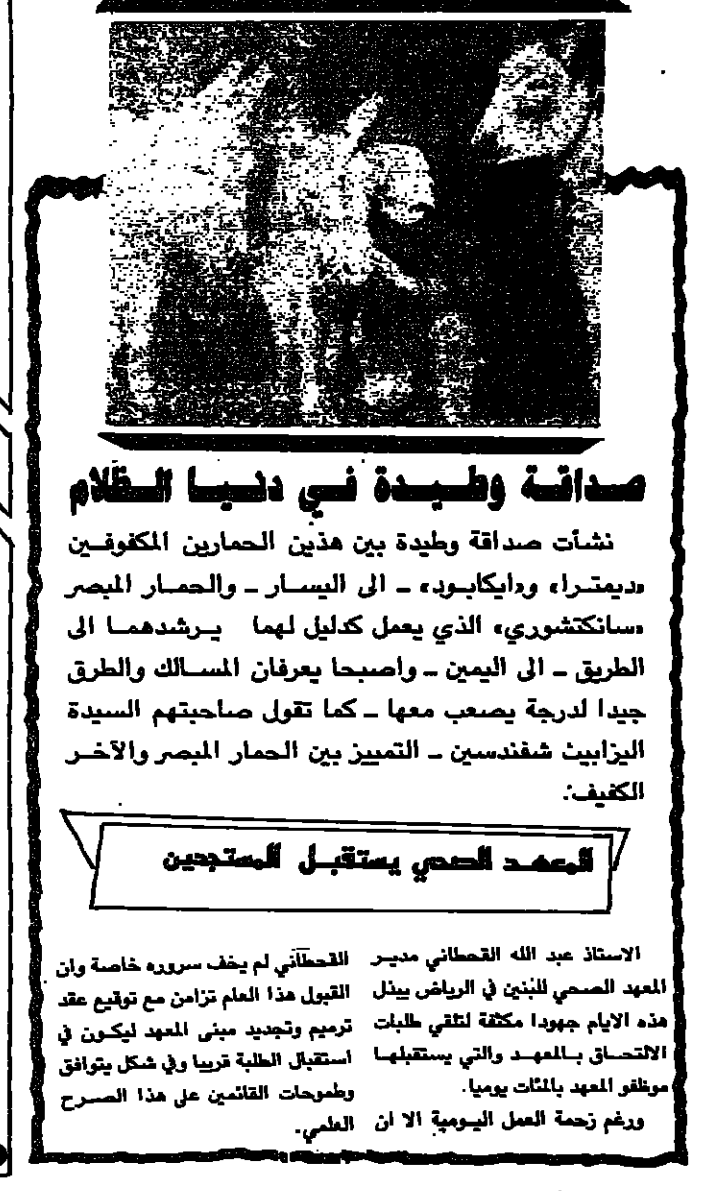 صداقة وطيدة في دنيا الظلام
نشأت صداقة وطيدة بين هذين الحمارين المكفوفين
«ديمترا» و«ايكابود» ـ الى اليسار ـ والحمار المبصر
«سانكتشوري» الذي يعمل كدليل لهما يرشدهما الى
الطريق ـ الى اليمين ـ واصبحا يعرفان المسالك والطرق
جيدا لدرجة يصعب معها ـ كما تقول صاحبتهم السيدة
اليزابيث شفندسين ـ التمييز بين الحمار المبصر والآخر
الكفيف.
المعهد الصحي يستقبل المستجدين
الاستاذ عبد الله القحطاني مدير
المعهد الصحي للبنين في الرياض يبذل
هذه الايام جهودا مكثفة لتلقي طلبات
الالتحاق بالمعهد والتي يستقبلها
موظفو المعهد بالمئات يوميا.
ورغم زحمة العمل اليومية الا ان
القحطاني لم يخف سروره خاصة وان
القبول هذا العام تزامن مع توقيع عقد
ترميم وتجديد مبنى المعهد ليكون في
استقبال الطلبة قريبا وفي شكل يتوافق
وطموحات القائمين على هذا الصرح
العلمي.